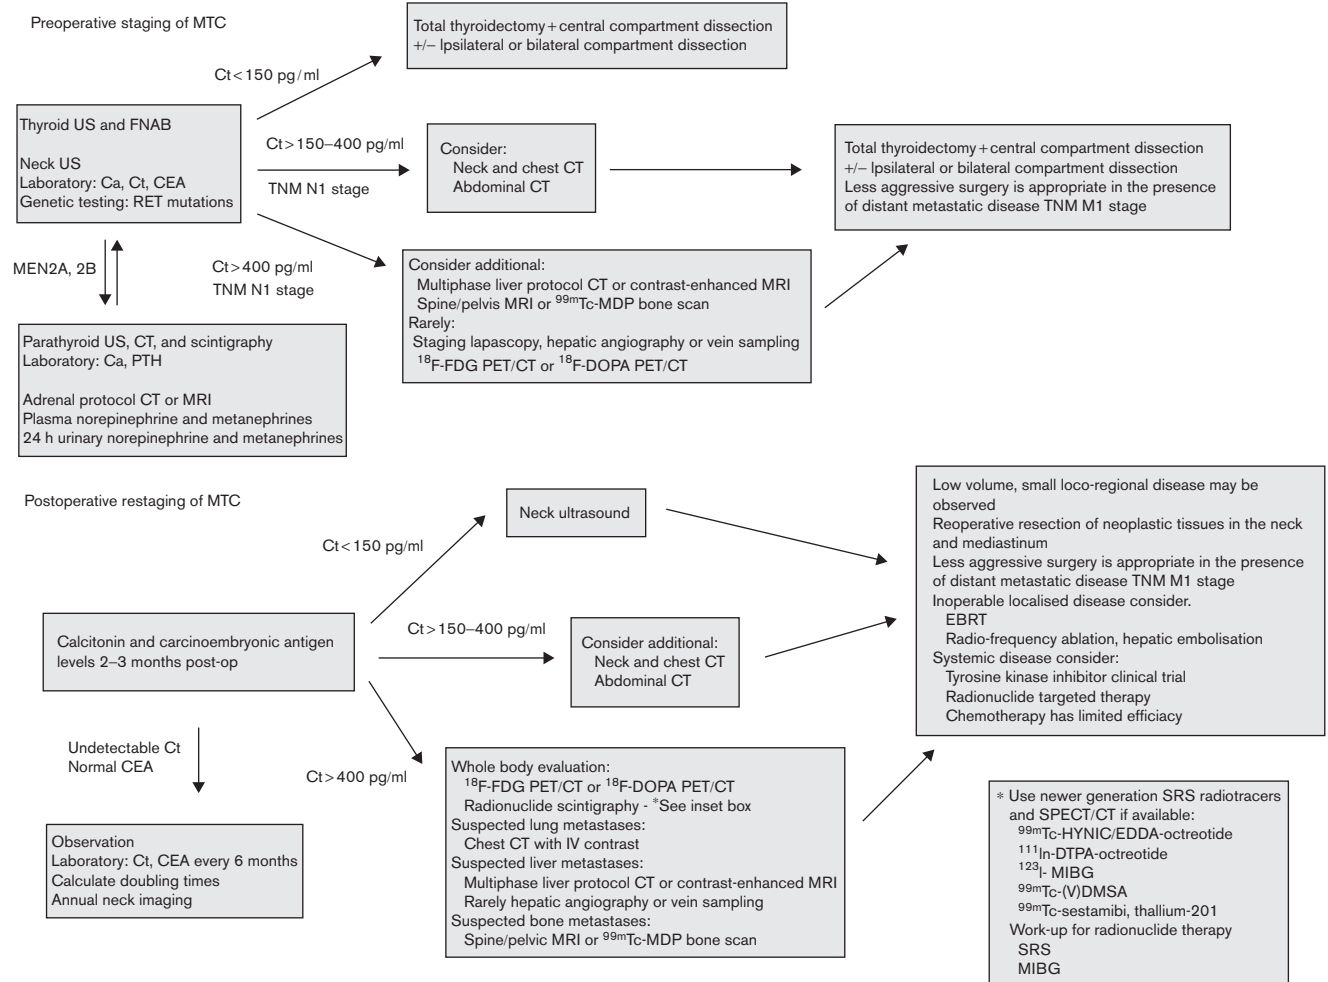 Preoperative staging of MTC
Total thyroidectomy + central compartment dissection
+/− Ipsilateral or bilateral compartment dissection
Ct < 150 pg/ml
Thyroid US and FNAB
Neck US
Laboratory: Ca, Ct, CEA
Genetic testing: RET mutations
Ct > 150–400 pg/ml
TNM N1 stage
Consider:
Neck and chest CT
Abdominal CT
Total thyroidectomy + central compartment dissection
+/− Ipsilateral or bilateral compartment dissection
Less aggressive surgery is appropriate in the presence
of distant metastatic disease TNM M1 stage
MEN2A, 2B
Ct > 400 pg/ml
TNM N1 stage
Consider additional:
Multiphase liver protocol CT or contrast-enhanced MRI
Spine/pelvis MRI or 99mTc-MDP bone scan
Rarely:
Staging lapascopy, hepatic angiography or vein sampling
18F-FDG PET/CT or 18F-DOPA PET/CT
Parathyroid US, CT, and scintigraphy
Laboratory: Ca, PTH
Adrenal protocol CT or MRI
Plasma norepinephrine and metanephrines
24 h urinary norepinephrine and metanephrines
Postoperative restaging of MTC
Ct < 150 pg/ml
Neck ultrasound
Low volume, small loco-regional disease may be
observed
Reoperative resection of neoplastic tissues in the neck
and mediastinum
Less aggressive surgery is appropriate in the presence
of distant metastatic disease TNM M1 stage
Inoperable localised disease consider.
EBRT
Radio-frequency ablation, hepatic embolisation
Systemic disease consider:
Tyrosine kinase inhibitor clinical trial
Radionuclide targeted therapy
Chemotherapy has limited efficiacy
Calcitonin and carcinoembryonic antigen
levels 2–3 months post-op
Ct > 150–400 pg/ml
Consider additional:
Neck and chest CT
Abdominal CT
Undetectable Ct
Normal CEA
Ct > 400 pg/ml
Whole body evaluation:
18F-FDG PET/CT or 18F-DOPA PET/CT
Radionuclide scintigraphy - *See inset box
Suspected lung metastases:
Chest CT with IV contrast
Suspected liver metastases:
Multiphase liver protocol CT or contrast-enhanced MRI
Rarely hepatic angiography or vein sampling
Suspected bone metastases:
Spine/pelvic MRI or 99mTc-MDP bone scan
Observation
Laboratory: Ct, CEA every 6 months
Calculate doubling times
Annual neck imaging
* Use newer generation SRS radiotracers
and SPECT/CT if available:
99mTc-HYNIC/EDDA-octreotide
111In-DTPA-octreotide
123I- MIBG
99mTc-(V)DMSA
99mTc-sestamibi, thallium-201
Work-up for radionuclide therapy
SRS
MIBG